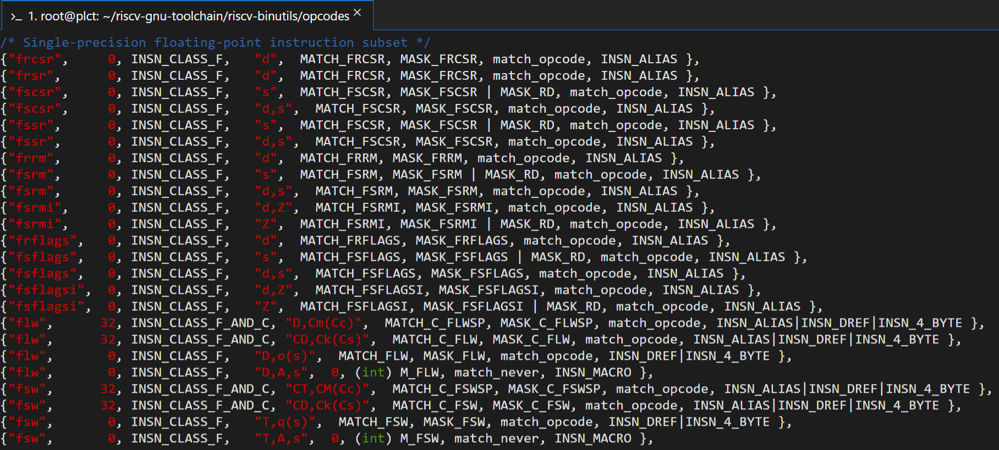 >_ 1. root@plct: ~/riscv-gnu-toolchain/riscv-binutils/opcodes ×
/* Single-precision floating-point instruction subset */
{"frcsr",     0, INSN_CLASS_F,   "d",  MATCH_FRCSR, MASK_FRCSR, match_opcode, INSN_ALIAS },
{"frsr",      0, INSN_CLASS_F,   "d",  MATCH_FRCSR, MASK_FRCSR, match_opcode, INSN_ALIAS },
{"fscsr",     0, INSN_CLASS_F,   "s",  MATCH_FSCSR, MASK_FSCSR | MASK_RD, match_opcode, INSN_ALIAS },
{"fscsr",     0, INSN_CLASS_F,   "d,s",  MATCH_FSCSR, MASK_FSCSR, match_opcode, INSN_ALIAS },
{"fssr",      0, INSN_CLASS_F,   "s",  MATCH_FSCSR, MASK_FSCSR | MASK_RD, match_opcode, INSN_ALIAS },
{"fssr",      0, INSN_CLASS_F,   "d,s",  MATCH_FSCSR, MASK_FSCSR, match_opcode, INSN_ALIAS },
{"frrm",      0, INSN_CLASS_F,   "d",  MATCH_FRRM, MASK_FRRM, match_opcode, INSN_ALIAS },
{"fsrm",      0, INSN_CLASS_F,   "s",  MATCH_FSRM, MASK_FSRM | MASK_RD, match_opcode, INSN_ALIAS },
{"fsrm",      0, INSN_CLASS_F,   "d,s",  MATCH_FSRM, MASK_FSRM, match_opcode, INSN_ALIAS },
{"fsrmi",     0, INSN_CLASS_F,   "d,Z",  MATCH_FSRMI, MASK_FSRMI, match_opcode, INSN_ALIAS },
{"fsrmi",     0, INSN_CLASS_F,   "Z",  MATCH_FSRMI, MASK_FSRMI | MASK_RD, match_opcode, INSN_ALIAS },
{"frflags",   0, INSN_CLASS_F,   "d",  MATCH_FRFLAGS, MASK_FRFLAGS, match_opcode, INSN_ALIAS },
{"fsflags",   0, INSN_CLASS_F,   "s",  MATCH_FSFLAGS, MASK_FSFLAGS | MASK_RD, match_opcode, INSN_ALIAS },
{"fsflags",   0, INSN_CLASS_F,   "d,s",  MATCH_FSFLAGS, MASK_FSFLAGS, match_opcode, INSN_ALIAS },
{"fsflagsi",  0, INSN_CLASS_F,   "d,Z",  MATCH_FSFLAGSI, MASK_FSFLAGSI, match_opcode, INSN_ALIAS },
{"fsflagsi",  0, INSN_CLASS_F,   "Z",  MATCH_FSFLAGSI, MASK_FSFLAGSI | MASK_RD, match_opcode, INSN_ALIAS },
{"flw",      32, INSN_CLASS_F_AND_C, "D,Cm(Cc)",  MATCH_C_FLWSP, MASK_C_FLWSP, match_opcode, INSN_ALIAS|INSN_DREF|INSN_4_BYTE },
{"flw",      32, INSN_CLASS_F_AND_C, "CD,Ck(Cs)",  MATCH_C_FLW, MASK_C_FLW, match_opcode, INSN_ALIAS|INSN_DREF|INSN_4_BYTE },
{"flw",       0, INSN_CLASS_F,   "D,o(s)",  MATCH_FLW, MASK_FLW, match_opcode, INSN_DREF|INSN_4_BYTE },
{"flw",       0, INSN_CLASS_F,   "D,A,s",  0, (int) M_FLW, match_never, INSN_MACRO },
{"fsw",      32, INSN_CLASS_F_AND_C, "CT,CM(Cc)",  MATCH_C_FSWSP, MASK_C_FSWSP, match_opcode, INSN_ALIAS|INSN_DREF|INSN_4_BYTE },
{"fsw",      32, INSN_CLASS_F_AND_C, "CD,Ck(Cs)",  MATCH_C_FSW, MASK_C_FSW, match_opcode, INSN_ALIAS|INSN_DREF|INSN_4_BYTE },
{"fsw",       0, INSN_CLASS_F,   "T,q(s)",  MATCH_FSW, MASK_FSW, match_opcode, INSN_DREF|INSN_4_BYTE },
{"fsw",       0, INSN_CLASS_F,   "T,A,s",  0, (int) M_FSW, match_never, INSN_MACRO },